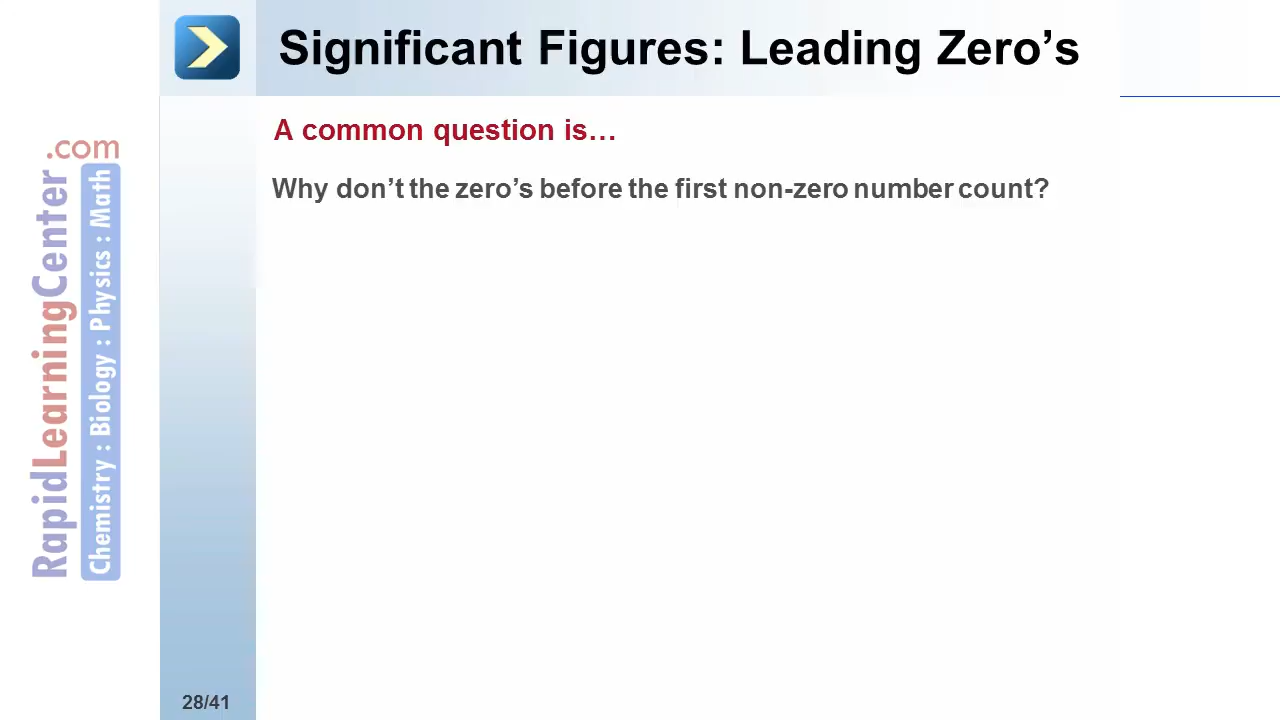 Significant Figures: Leading Zero’s
A common question is…
Why don’t the zero’s before the first non-zero number count?
RapidLearningCenter.com
Chemistry : Biology : Physics : Math
28/41